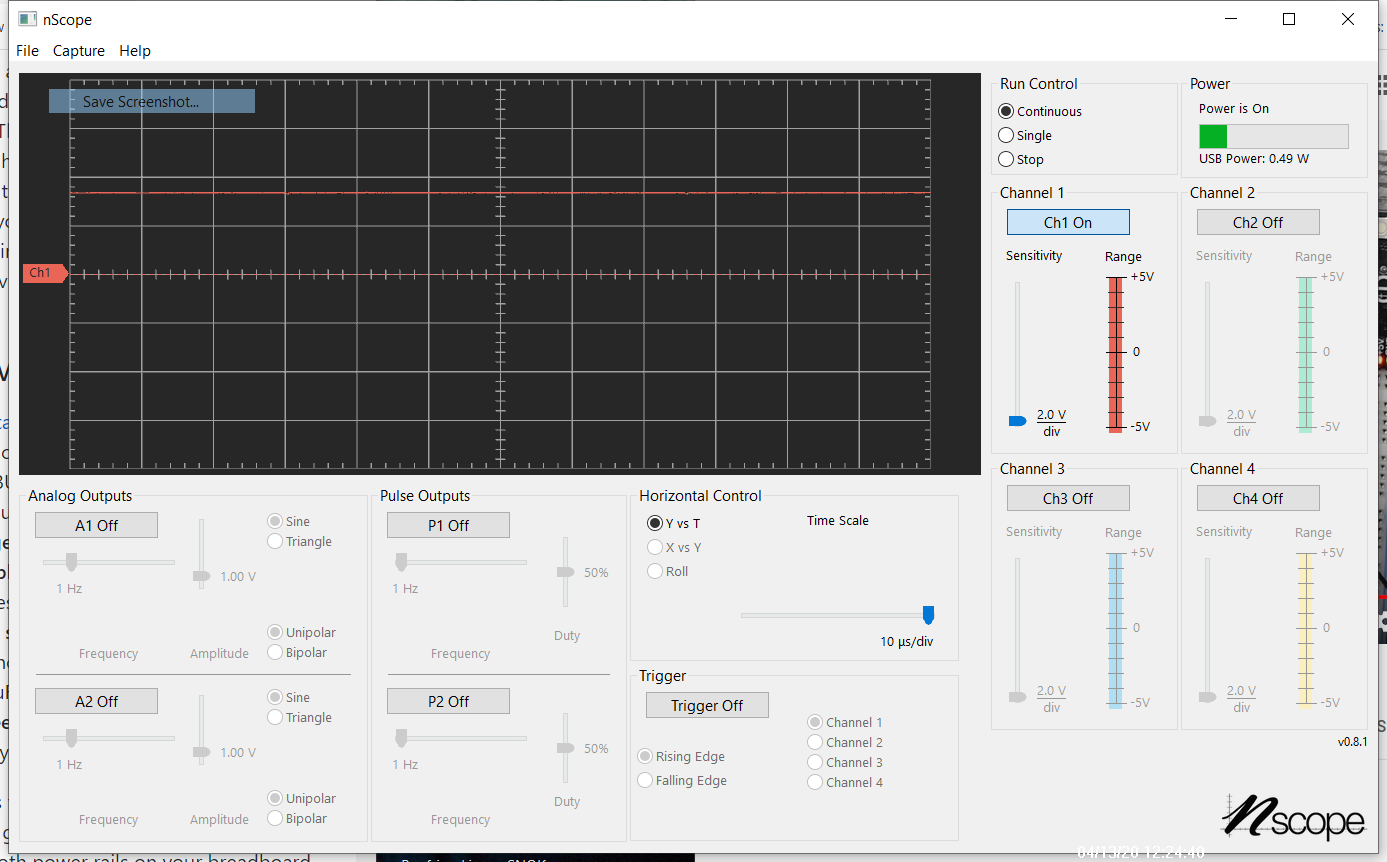 nScope
File Capture Help
Save Screenshot...
Ch1
Run Control
Continuous
Single
Stop
Power
Power is On
USB Power: 0.49 W
Channel 1
Ch1 On
Sensitivity Range
+5V
0
2.0 V
div
-5V
Channel 2
Ch2 Off
Sensitivity Range
+5V
0
2.0 V
div
-5V
Channel 3
Ch3 Off
Sensitivity Range
+5V
0
2.0 V
div
-5V
Channel 4
Ch4 Off
Sensitivity Range
+5V
0
2.0 V
div
-5V
Analog Outputs
A1 Off
Sine
Triangle
1 Hz
1.00 V
Unipolar
Bipolar
Frequency Amplitude
A2 Off
Sine
Triangle
1 Hz
1.00 V
Unipolar
Bipolar
Frequency Amplitude
Pulse Outputs
P1 Off
1 Hz
50%
Duty
Frequency
P2 Off
1 Hz
50%
Duty
Frequency
Horizontal Control
Y vs T
X vs Y
Roll
Time Scale
10 µs/div
Trigger
Trigger Off
Rising Edge
Falling Edge
Channel 1
Channel 2
Channel 3
Channel 4
v0.8.1
nscope
04/13/20 12:24:46
power rails on your breadboard